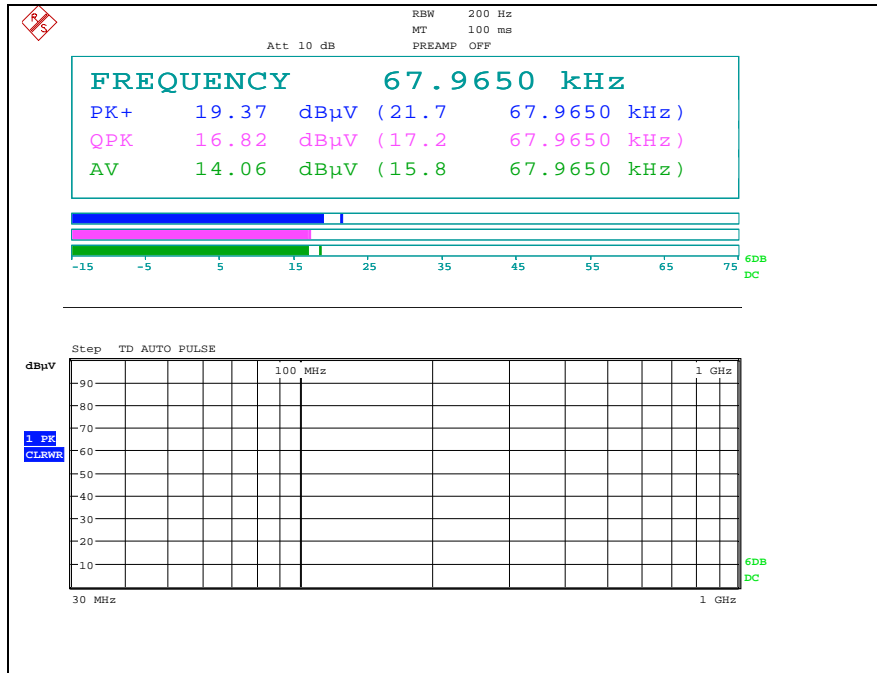 R S
RBW 200 Hz
MT 100 ms
Att 10 dB PREAMP OFF
FREQUENCY 67.9650 kHz
PK+ 19.37 dBµV (21.7 67.9650 kHz)
QPK 16.82 dBµV (17.2 67.9650 kHz)
AV 14.06 dBµV (15.8 67.9650 kHz)
-15 -5 5 15 25 35 45 55 65 75
6DB
DC
Step TD AUTO PULSE
dBµV
100 MHz 1 GHz
90
80
70
1 PK
CLRWR
60
50
40
30
20
10
6DB
DC
30 MHz 1 GHz